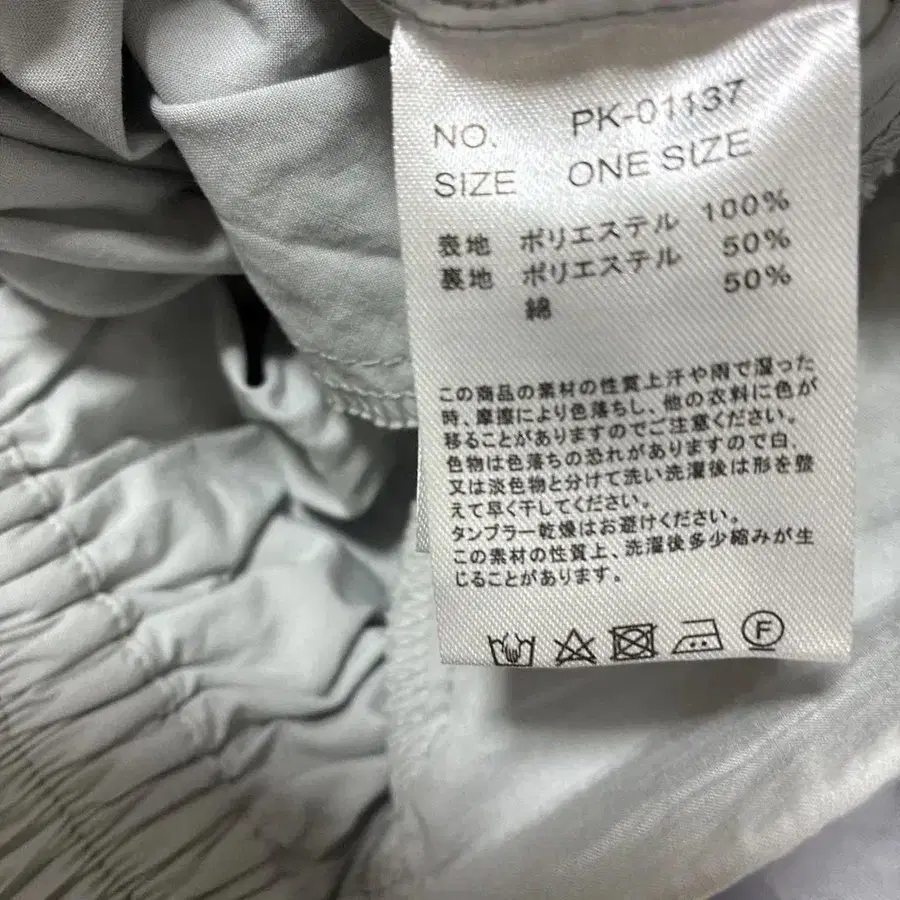 NO. PK-01137
SIZE ONE SIZE
表地 ポリエステル 100%
裏地 ポリエステル 50%
綿 50%
この商品の素材の性質上汗や雨で湿った
時、摩擦により色落ちし、他の衣料に色が
移ることがありますのでご注意ください。
色物は色落ちの恐れがありますので白、
又は淡色物と分けて洗い洗濯後は形を整
えて早く干してください。
タンブラー乾燥はお避けください。
この素材の性質上、洗濯後多少縮みが生
じることがあります。
F